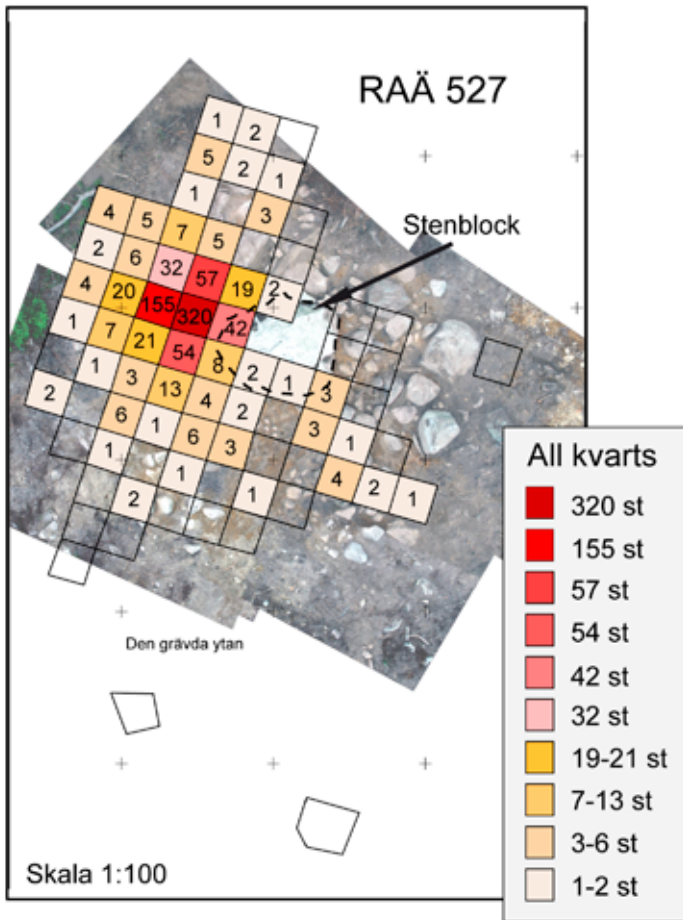 RAÄ 527
1 2
5 2 1
1 3
4 5 7 5
2 6 32 57 19 2
4 20 155 320 42
1 7 21 54 8 2 1 3
1 3 13 4 2 3 1
2 6 1 6 3 4 2 1
1 1 1
2
Stenblock
Den grävda ytan
Skala 1:100
All kvarts
320 st
155 st
57 st
54 st
42 st
32 st
19-21 st
7-13 st
3-6 st
1-2 st